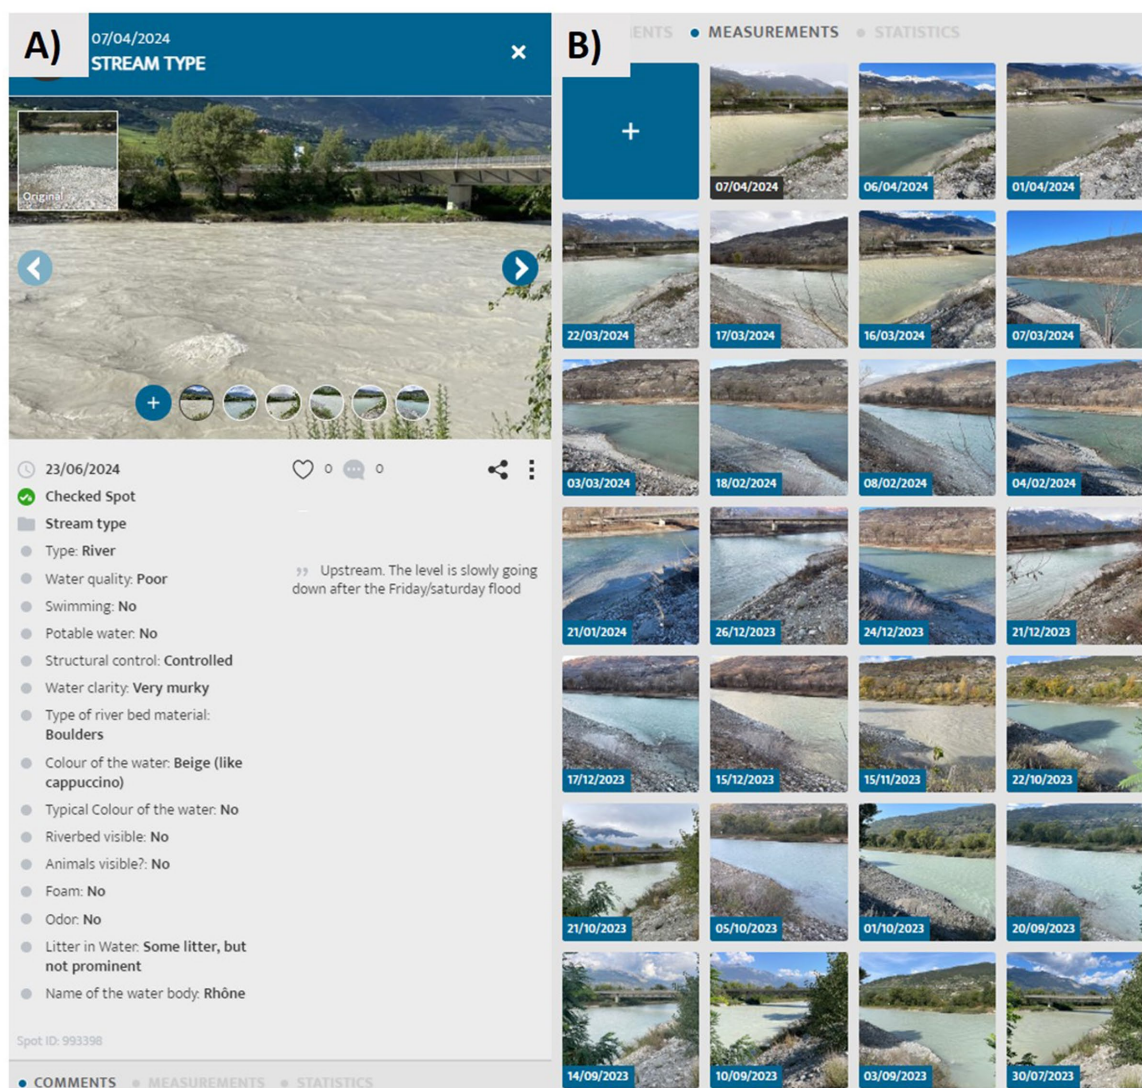 A)
07/04/2024
STREAM TYPE
×
Original
+
23/06/2024
0
0
Checked Spot
Stream type
Type: River
Water quality: Poor
Swimming: No
Potable water: No
Structural control: Controlled
Water clarity: Very murky
Type of river bed material:
Boulders
Colour of the water: Beige (like
cappuccino)
Typical Colour of the water: No
Riverbed visible: No
Animals visible?: No
Foam: No
Odor: No
Litter in Water: Some litter, but
not prominent
Name of the water body: Rhône
” Upstream. The level is slowly going
down after the Friday/saturday flood
Spot ID: 993398
COMMENTS MEASUREMENTS STATISTICS
B)
ENTS MEASUREMENTS STATISTICS
+
07/04/2024 06/04/2024 01/04/2024
22/03/2024 17/03/2024 16/03/2024 07/03/2024
03/03/2024 18/02/2024 08/02/2024 04/02/2024
21/01/2024 26/12/2023 24/12/2023 21/12/2023
17/12/2023 15/12/2023 15/11/2023 22/10/2023
21/10/2023 05/10/2023 01/10/2023 20/09/2023
14/09/2023 10/09/2023 03/09/2023 30/07/2023